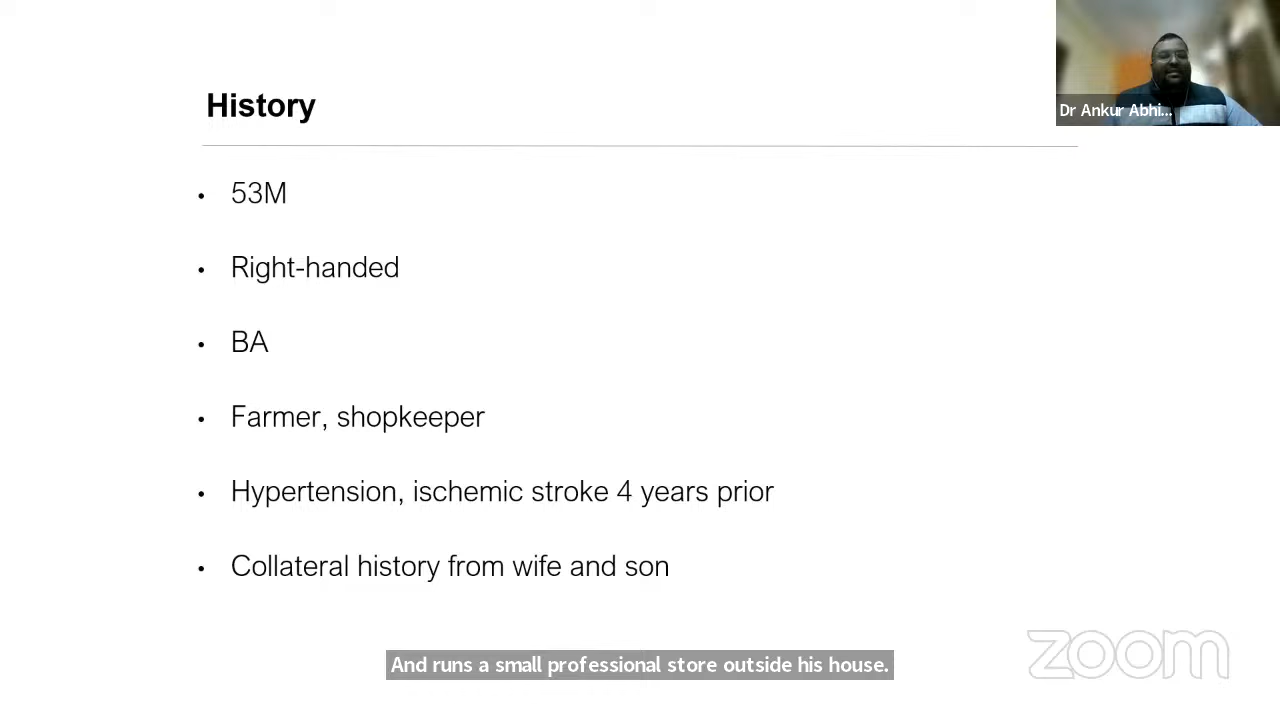 Dr Ankur Abhi...
History
• 53M
• Right-handed
• BA
• Farmer, shopkeeper
• Hypertension, ischemic stroke 4 years prior
• Collateral history from wife and son
And runs a small professional store outside his house.
zoom